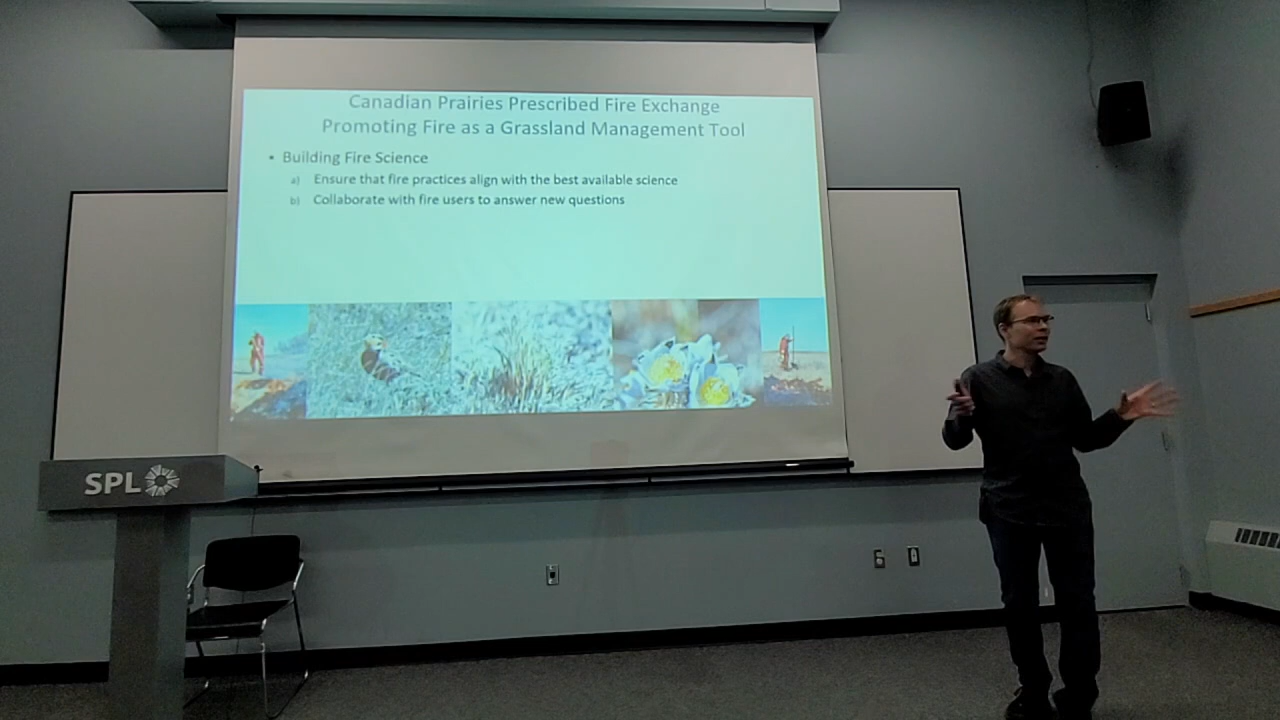 Canadian Prairies Prescribed Fire Exchange
Promoting Fire as a Grassland Management Tool
• Building Fire Science
a) Ensure that fire practices align with the best available science
b) Collaborate with fire users to answer new questions
SPL